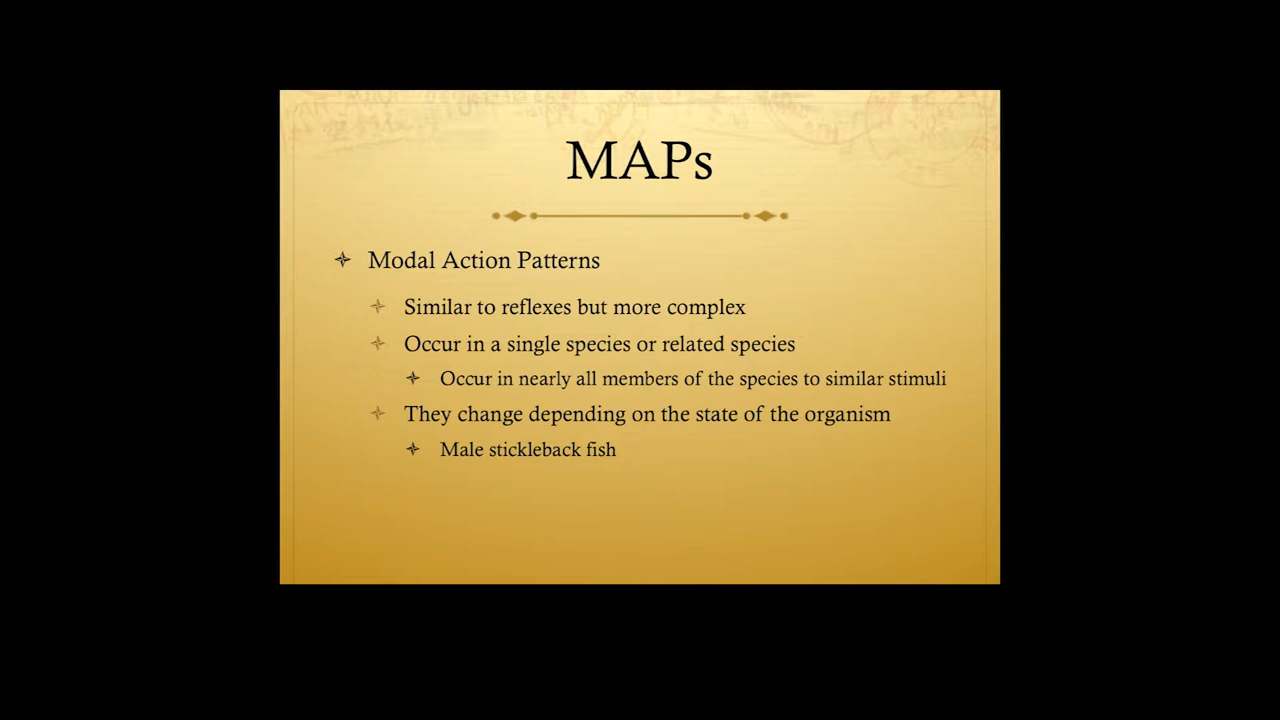 MAPs
Modal Action Patterns
Similar to reflexes but more complex
Occur in a single species or related species
Occur in nearly all members of the species to similar stimuli
They change depending on the state of the organism
Male stickleback fish